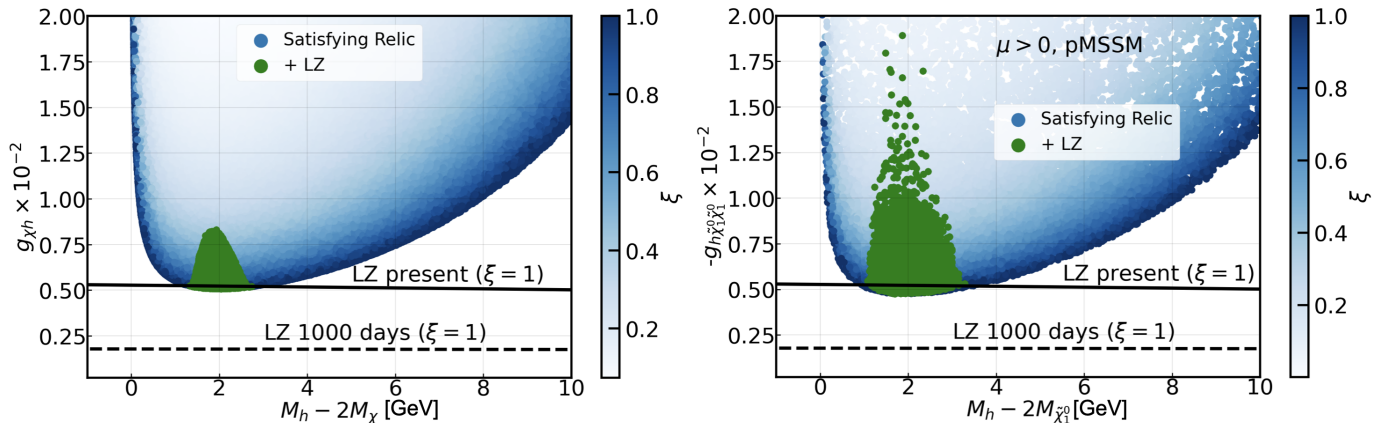 2.00
1.75
1.50
1.25
1.00
0.75
0.50
0.25
g_{χh} × 10^{-2}
Satisfying Relic
+ LZ
LZ present (ξ = 1)
LZ 1000 days (ξ = 1)
0 2 4 6 8 10
M_h − 2M_χ [GeV]
1.0
0.8
0.6
0.4
0.2
ξ
2.00
1.75
1.50
1.25
1.00
0.75
0.50
0.25
-g_{hχ̃_1^0χ̃_1^0} × 10^{-2}
μ > 0, pMSSM
Satisfying Relic
+ LZ
LZ present (ξ = 1)
LZ 1000 days (ξ = 1)
0 2 4 6 8 10
M_h − 2M_{χ̃_1^0} [GeV]
1.0
0.8
0.6
0.4
0.2
ξ